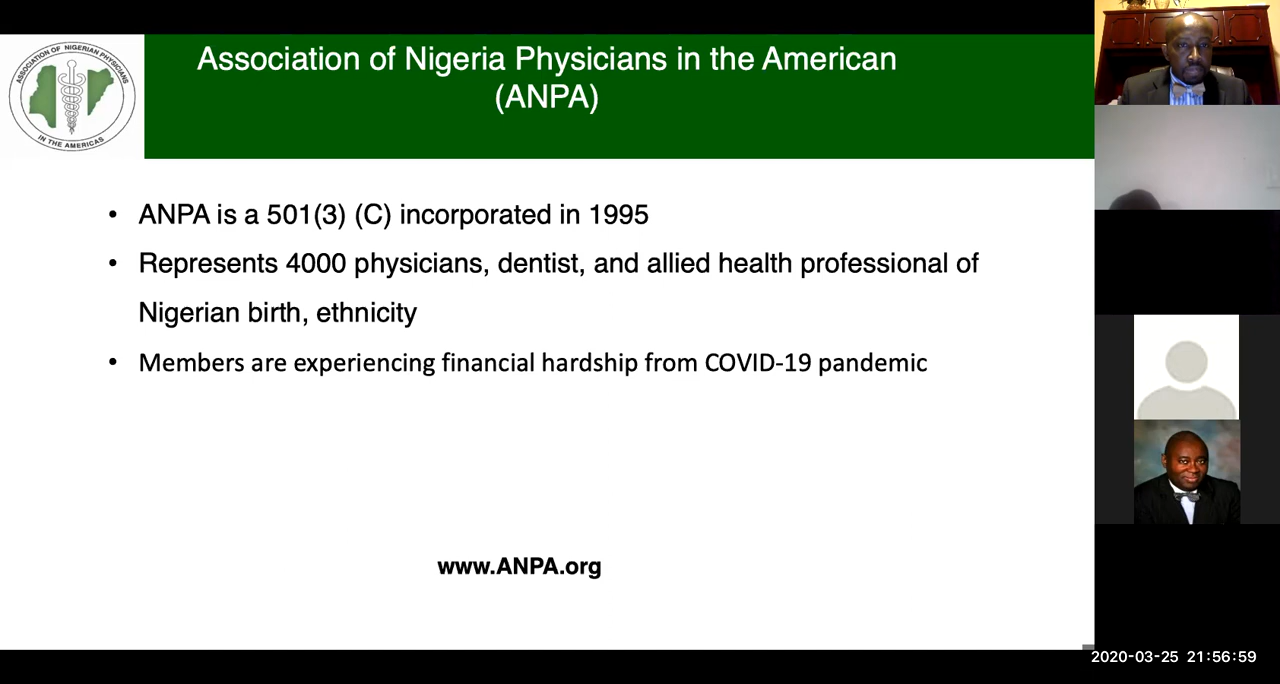 ASSOCIATION OF NIGERIAN PHYSICIANS
IN THE AMERICAS
Association of Nigeria Physicians in the American
(ANPA)
• ANPA is a 501(3) (C) incorporated in 1995
• Represents 4000 physicians, dentist, and allied health professional of
Nigerian birth, ethnicity
• Members are experiencing financial hardship from COVID-19 pandemic
www.ANPA.org
2020-03-25 21:56:59